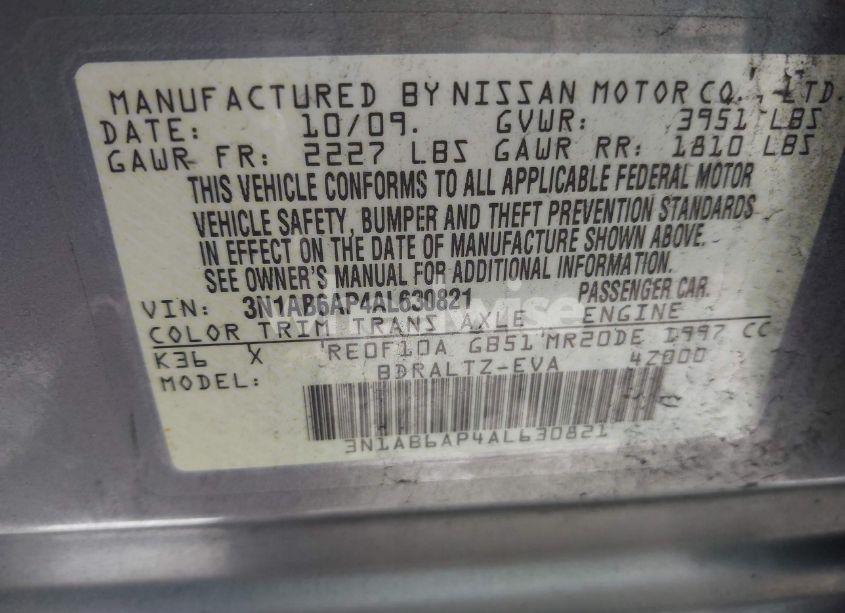 MANUFACTURED BY NISSAN MOTOR CO., LTD.
DATE: 10/09. GVWR: 3951 LBS
GAWR FR: 2227 LBS GAWR RR: 1810 LBS
THIS VEHICLE CONFORMS TO ALL APPLICABLE FEDERAL MOTOR
VEHICLE SAFETY, BUMPER AND THEFT PREVENTION STANDARDS
IN EFFECT ON THE DATE OF MANUFACTURE SHOWN ABOVE.
SEE OWNER'S MANUAL FOR ADDITIONAL INFORMATION.
VIN: 3N1AB6AP4AL630821 PASSENGER CAR.
COLOR TRIM TRANS AXLE ENGINE
K36 X RE0F10A GB51 MR20DE 1997 CC
MODEL: BDRALTZ-EVA 4Z000
3N1AB6AP4AL630821